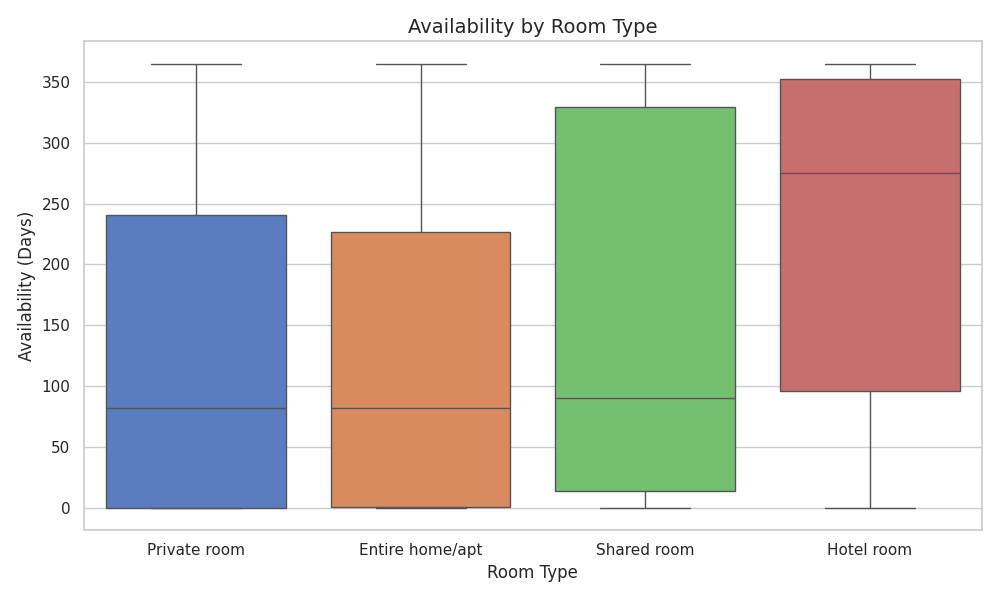 Availability by Room Type
Availability (Days)
350
300
250
200
150
100
50
0
Private room
Entire home/apt
Shared room
Hotel room
Room Type